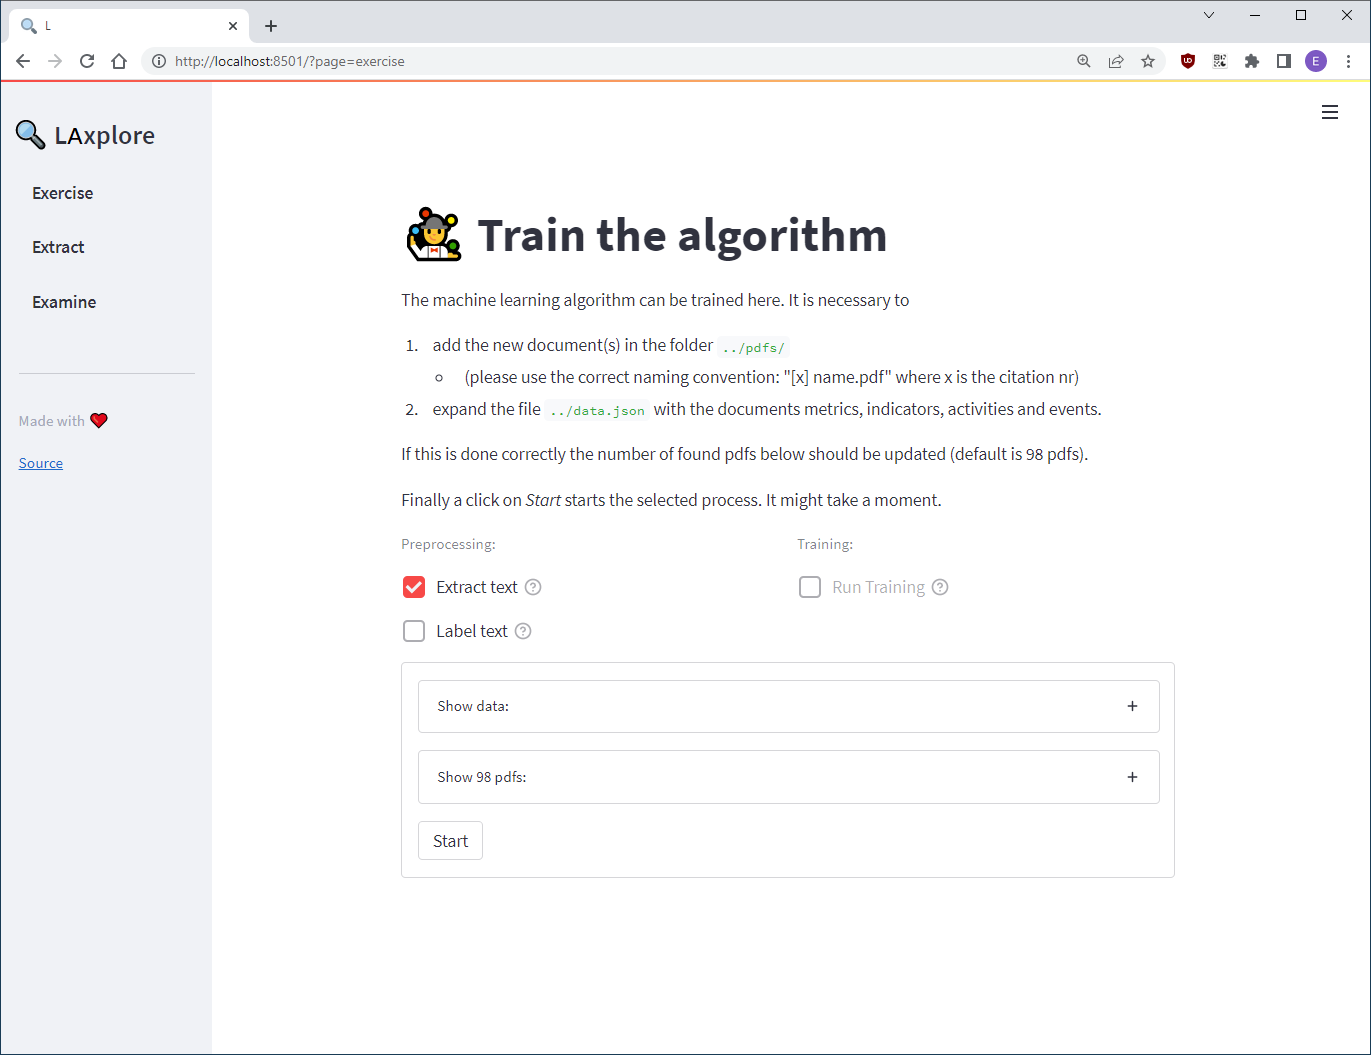 L
http://localhost:8501/?page=exercise
E
LAxplore
Exercise
Extract
Examine
Made with
Source
Train the algorithm
The machine learning algorithm can be trained here. It is necessary to
1. add the new document(s) in the folder ../pdfs/
(please use the correct naming convention: "[x] name.pdf" where x is the citation nr)
2. expand the file ../data.json with the documents metrics, indicators, activities and events.
If this is done correctly the number of found pdfs below should be updated (default is 98 pdfs).
Finally a click on Start starts the selected process. It might take a moment.
Preprocessing:
Training:
Extract text ?
Run Training ?
Label text ?
Show data: +
Show 98 pdfs: +
Start